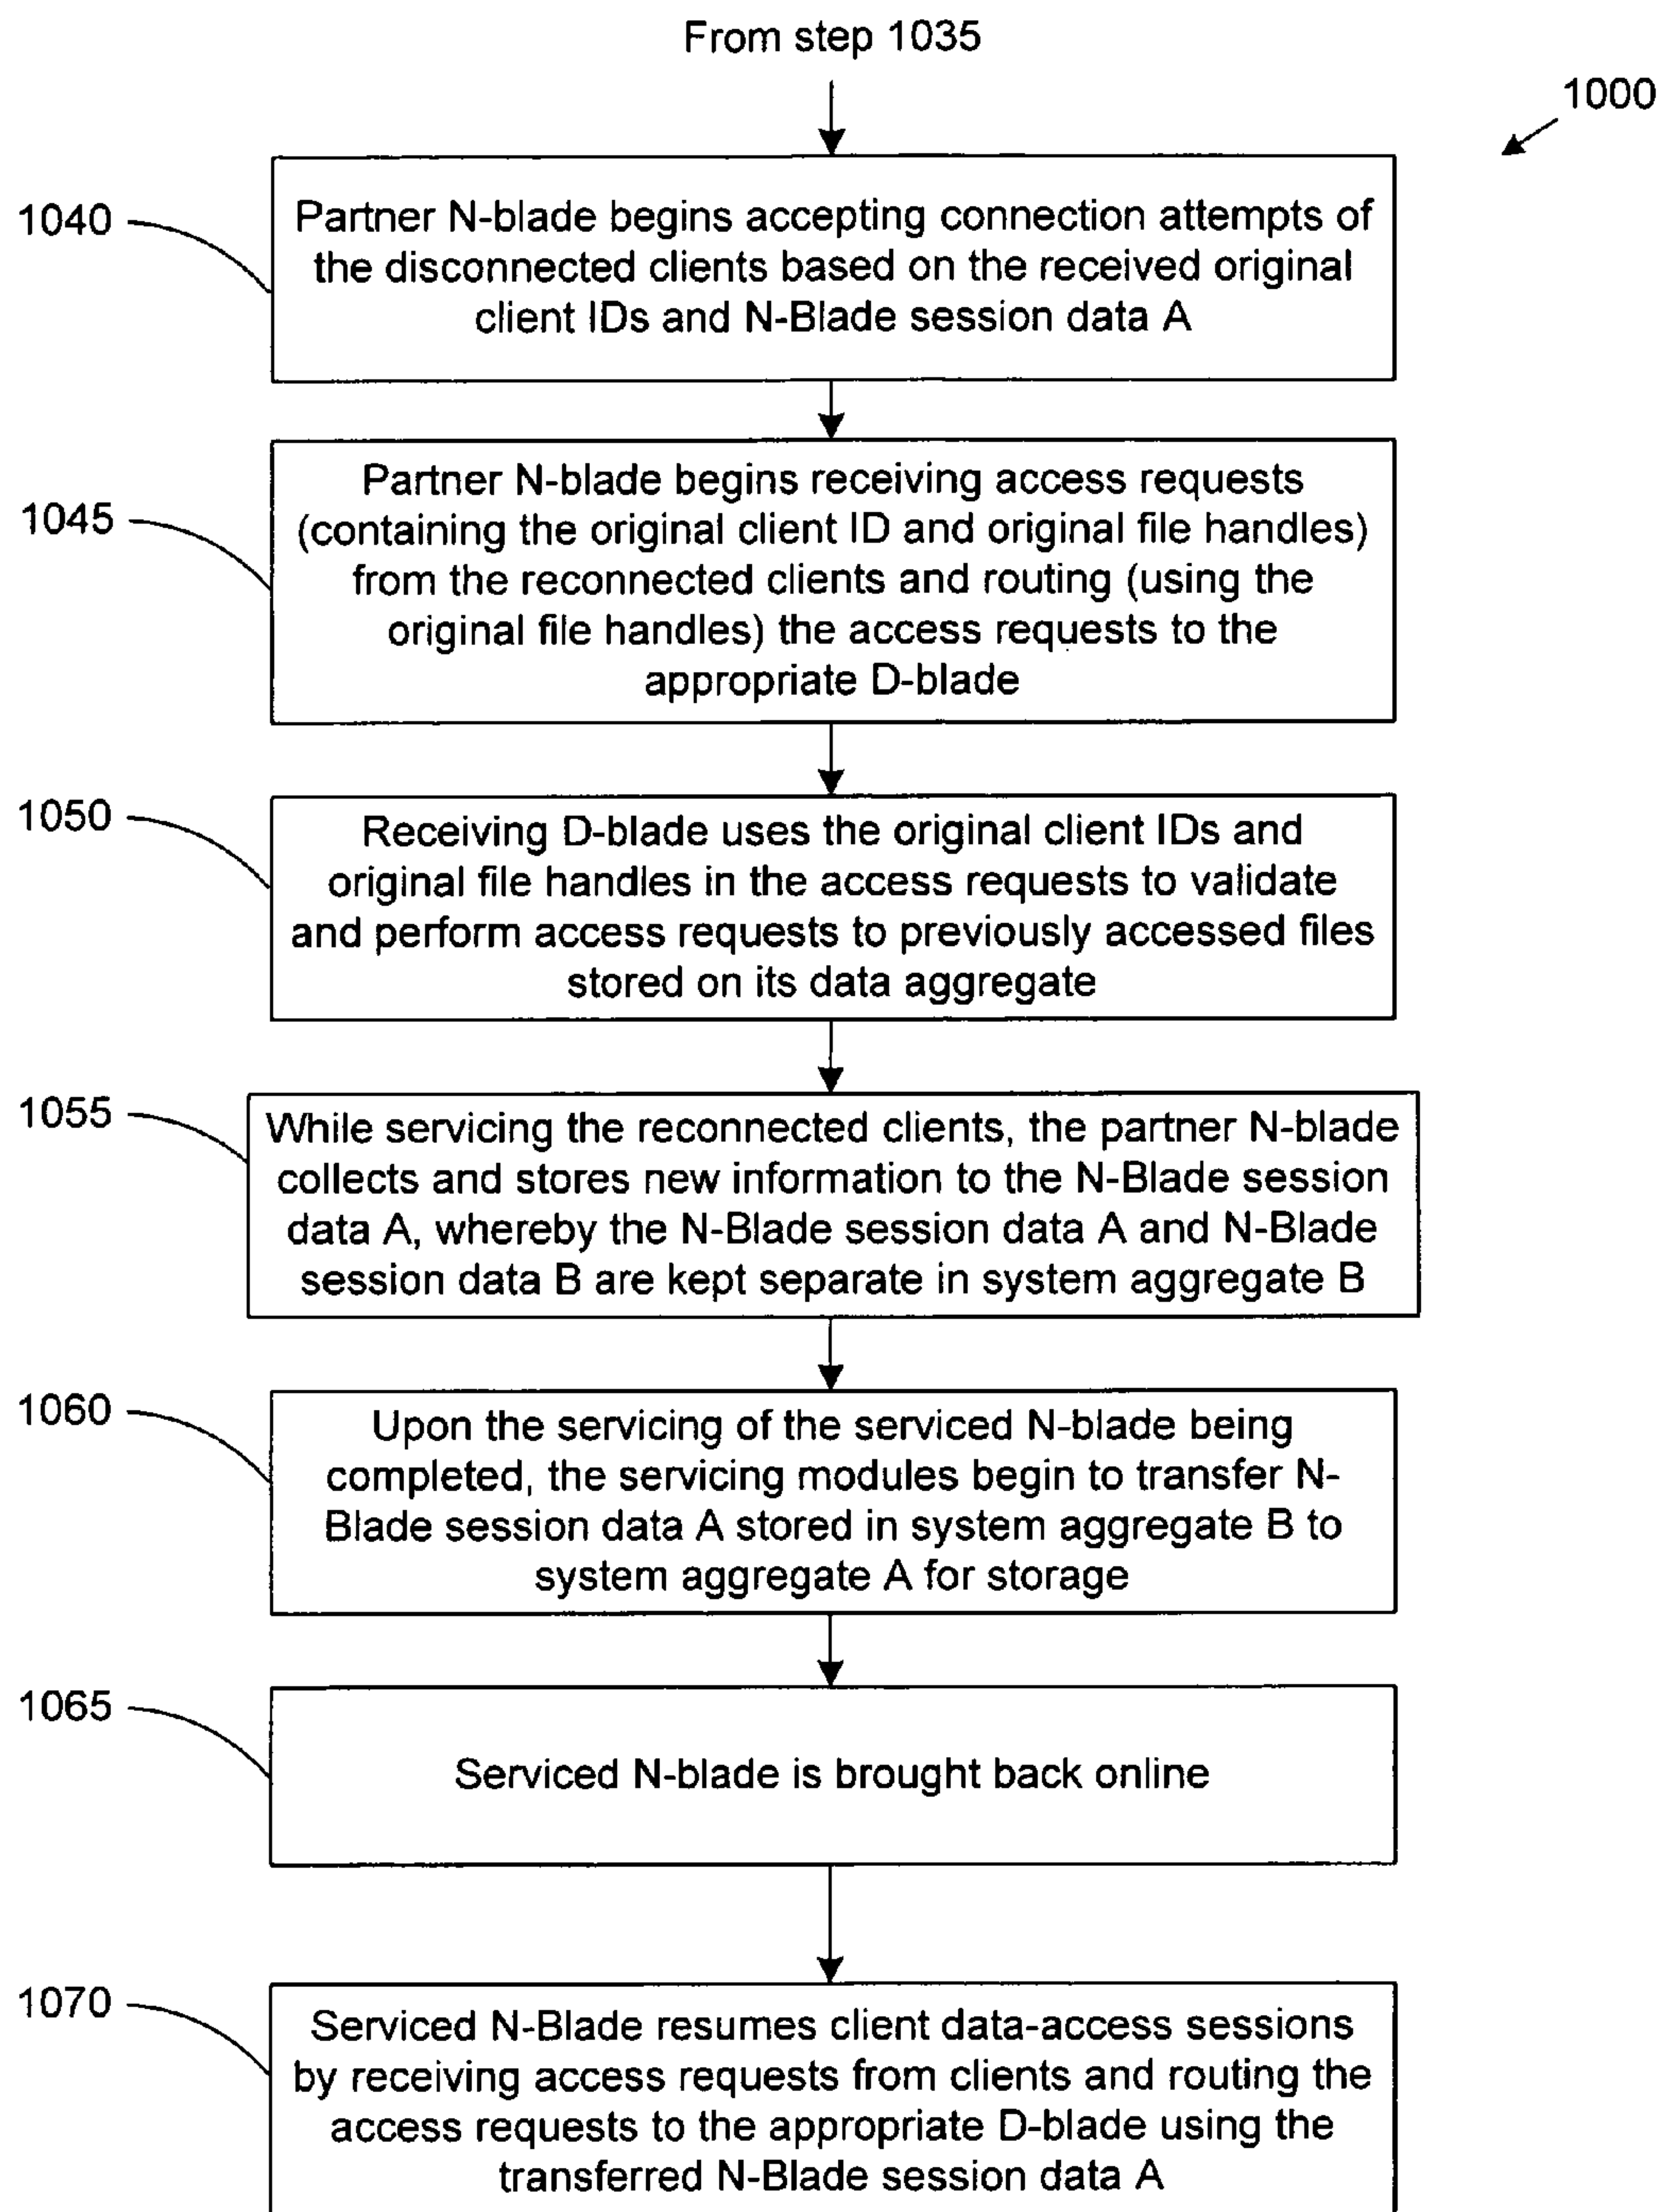 From step 1035
1000
1040
Partner N-blade begins accepting connection attempts of
the disconnected clients based on the received original
client IDs and N-Blade session data A
1045
Partner N-blade begins receiving access requests
(containing the original client ID and original file handles)
from the reconnected clients and routing (using the
original file handles) the access requests to the
appropriate D-blade
1050
Receiving D-blade uses the original client IDs and
original file handles in the access requests to validate
and perform access requests to previously accessed files
stored on its data aggregate
1055
While servicing the reconnected clients, the partner N-blade
collects and stores new information to the N-Blade session
data A, whereby the N-Blade session data A and N-Blade
session data B are kept separate in system aggregate B
1060
Upon the servicing of the serviced N-blade being
completed, the servicing modules begin to transfer N-
Blade session data A stored in system aggregate B to
system aggregate A for storage
1065
Serviced N-blade is brought back online
1070
Serviced N-Blade resumes client data-access sessions
by receiving access requests from clients and routing the
access requests to the appropriate D-blade using the
transferred N-Blade session data A